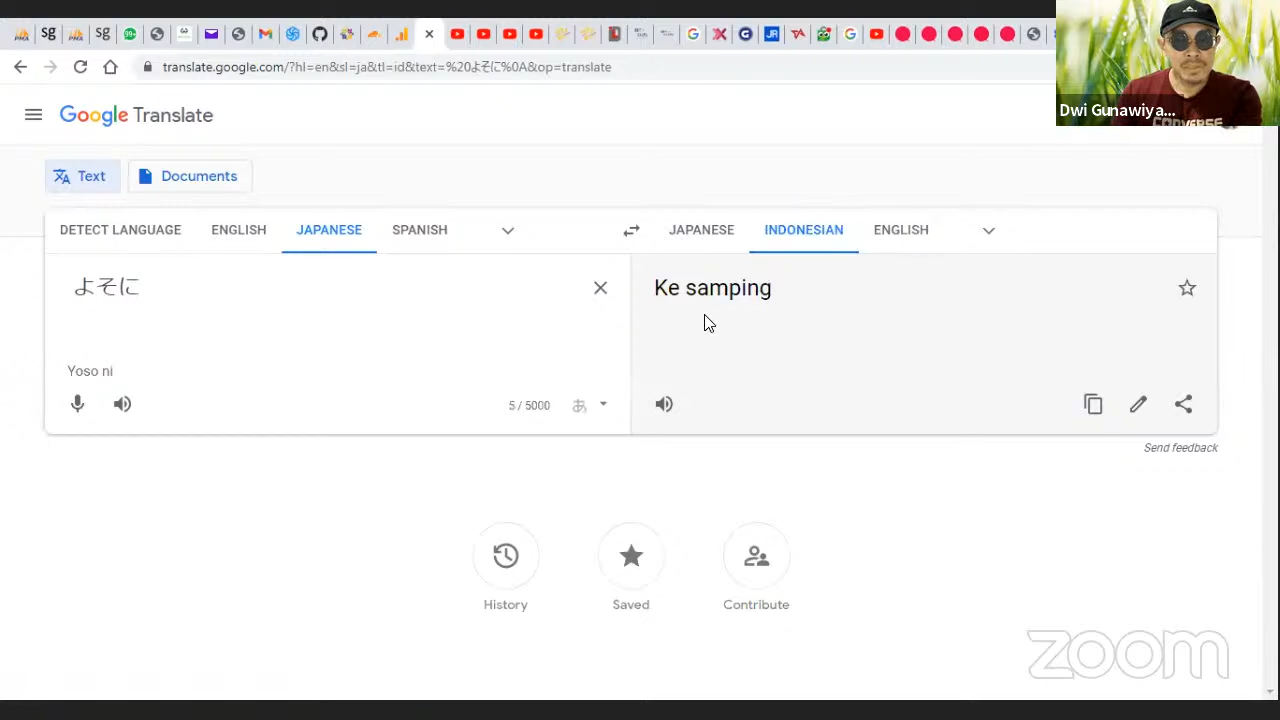 translate.google.com/?hl=en&sl=ja&tl=id&text=%20よそに%0A&op=translate
Dwi Gunawiya...
CONVERSE
Google Translate
Text
Documents
DETECT LANGUAGE
ENGLISH
JAPANESE
SPANISH
JAPANESE
INDONESIAN
ENGLISH
よそに
Ke samping
Yoso ni
5 / 5000
あ
Send feedback
History
Saved
Contribute
zoom